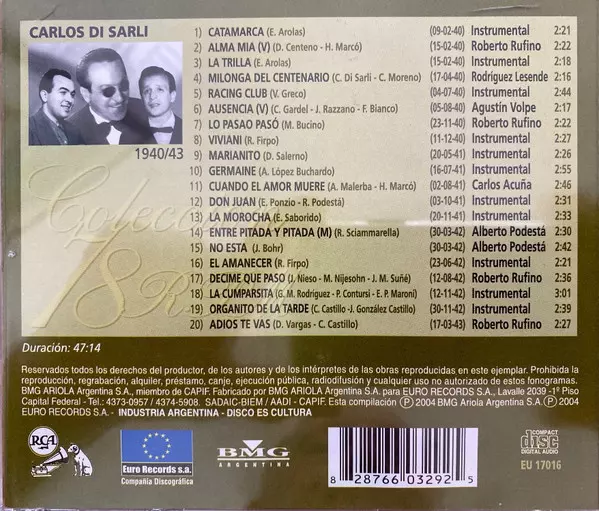 CARLOS DI SARLI
1940/43
1) CATAMARCA (E. Arolas) (09-02-40) Instrumental 2:21
2) ALMA MIA (V) (D. Centeno - H. Marcó) (15-02-40) Roberto Rufino 2:22
3) LA TRILLA (E. Arolas) (15-02-40) Instrumental 2:18
4) MILONGA DEL CENTENARIO (C. Di Sarli - C. Moreno) (17-04-40) Rodríguez Lesende 2:16
5) RACING CLUB (V. Greco) (04-07-40) Instrumental 2:44
6) AUSENCIA (V) (C. Gardel - J. Razzano - F. Bianco) (05-08-40) Agustín Volpe 2:17
7) LO PASAO PASÓ (M. Bucino) (23-11-40) Roberto Rufino 2:22
8) VIVIANI (R. Firpo) (11-12-40) Instrumental 2:27
9) MARIANITO (D. Salerno) (20-05-41) Instrumental 2:26
10) GERMAINE (A. López Buchardo) (16-07-41) Instrumental 2:55
11) CUANDO EL AMOR MUERE (A. Malerba - H. Marcó) (02-08-41) Carlos Acuña 2:46
12) DON JUAN (E. Ponzio - R. Podestá) (03-10-41) Instrumental 2:31
13) LA MOROCHA (E. Saborido) (20-11-41) Instrumental 2:33
14) ENTRE PITADA Y PITADA (M) (R. Sciammarella) (30-03-42) Alberto Podestá 2:30
15) NO ESTA (J. Bohr) (30-03-42) Alberto Podestá 2:42
16) EL AMANECER (R. Firpo) (23-06-42) Instrumental 2:21
17) DECIME QUE PASO (J. Nieso - M. Nijesohn - J.M. Suñé) (12-08-42) Roberto Rufino 2:36
18) LA CUMPARSITA (G. M. Rodríguez - P. Contursi - E. P. Maroni) (12-11-42) Instrumental 3:01
19) ORGANITO DE LA TARDE (C. Castillo -J. González Castillo) (30-11-42) Instrumental 2:39
20) ADIOS TE VAS (D. Vargas - C. Castillo) (17-03-43) Roberto Rufino 2:27
Duración: 47:14
Reservados todos los derechos del productor, de los autores y de los intérpretes de las obras reproducidas en este ejemplar. Prohibida la
reproducción, regrabación, alquiler, préstamo, canje, ejecución pública, radiodifusión y cualquier uso no autorizado de estos fonogramas.
BMG ARIOLA Argentina S.A., miembro de CAPIF. Fabricado por BMG ARIOLA Argentina S.A. para EURO RECORDS S.A., Lavalle 2039 -1º Piso
Capital Federal - Tel.: 4373-0957 / 4374-5908. SADAIC-BIEM / AADI - CAPIF. Esta compilación Ⓟ 2004 BMG Ariola Argentina S.A. Ⓟ 2004
EURO RECORDS S.A. - INDUSTRIA ARGENTINA - DISCO ES CULTURA
RCA
Euro Records s.a.
Compañía Discográfica
BMG
ARGENTINA
8 28766 03292 5
COMPACT
disc
DIGITAL AUDIO
EU 17016